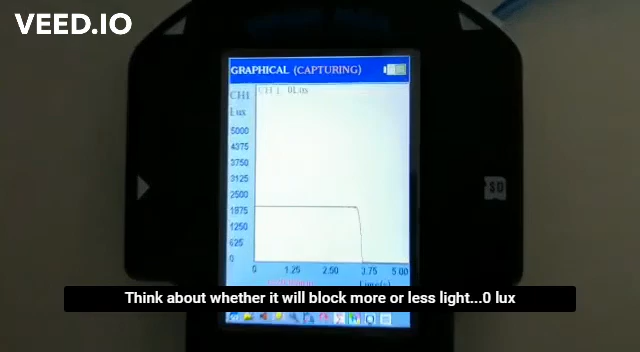 VEED.IO
GRAPHICAL (CAPTURING)
CH1 0Lux
CH1
Lux
5000
4375
3750
3125
2500
1875
1250
625
0
0 1.25 2.50 3.75 5.00
SD
Think about whether it will block more or less light...0 lux